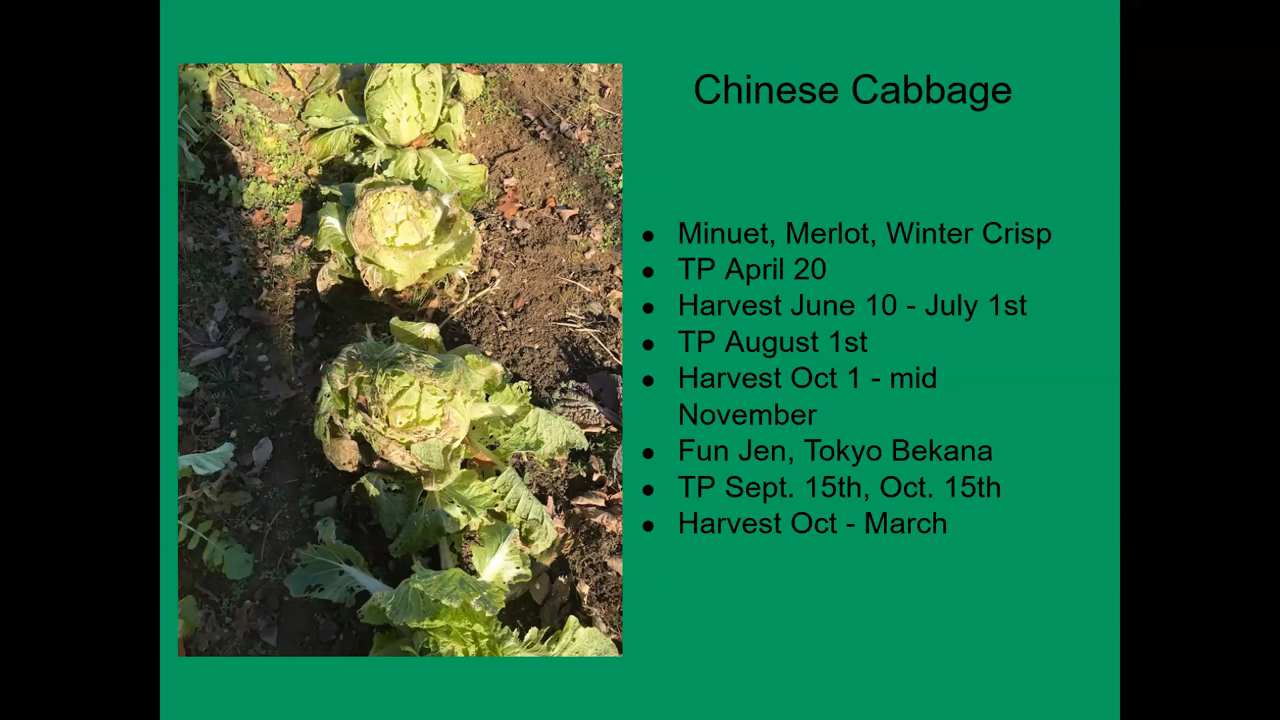 Chinese Cabbage
● Minuet, Merlot, Winter Crisp
● TP April 20
● Harvest June 10 - July 1st
● TP August 1st
● Harvest Oct 1 - mid
November
● Fun Jen, Tokyo Bekana
● TP Sept. 15th, Oct. 15th
● Harvest Oct - March